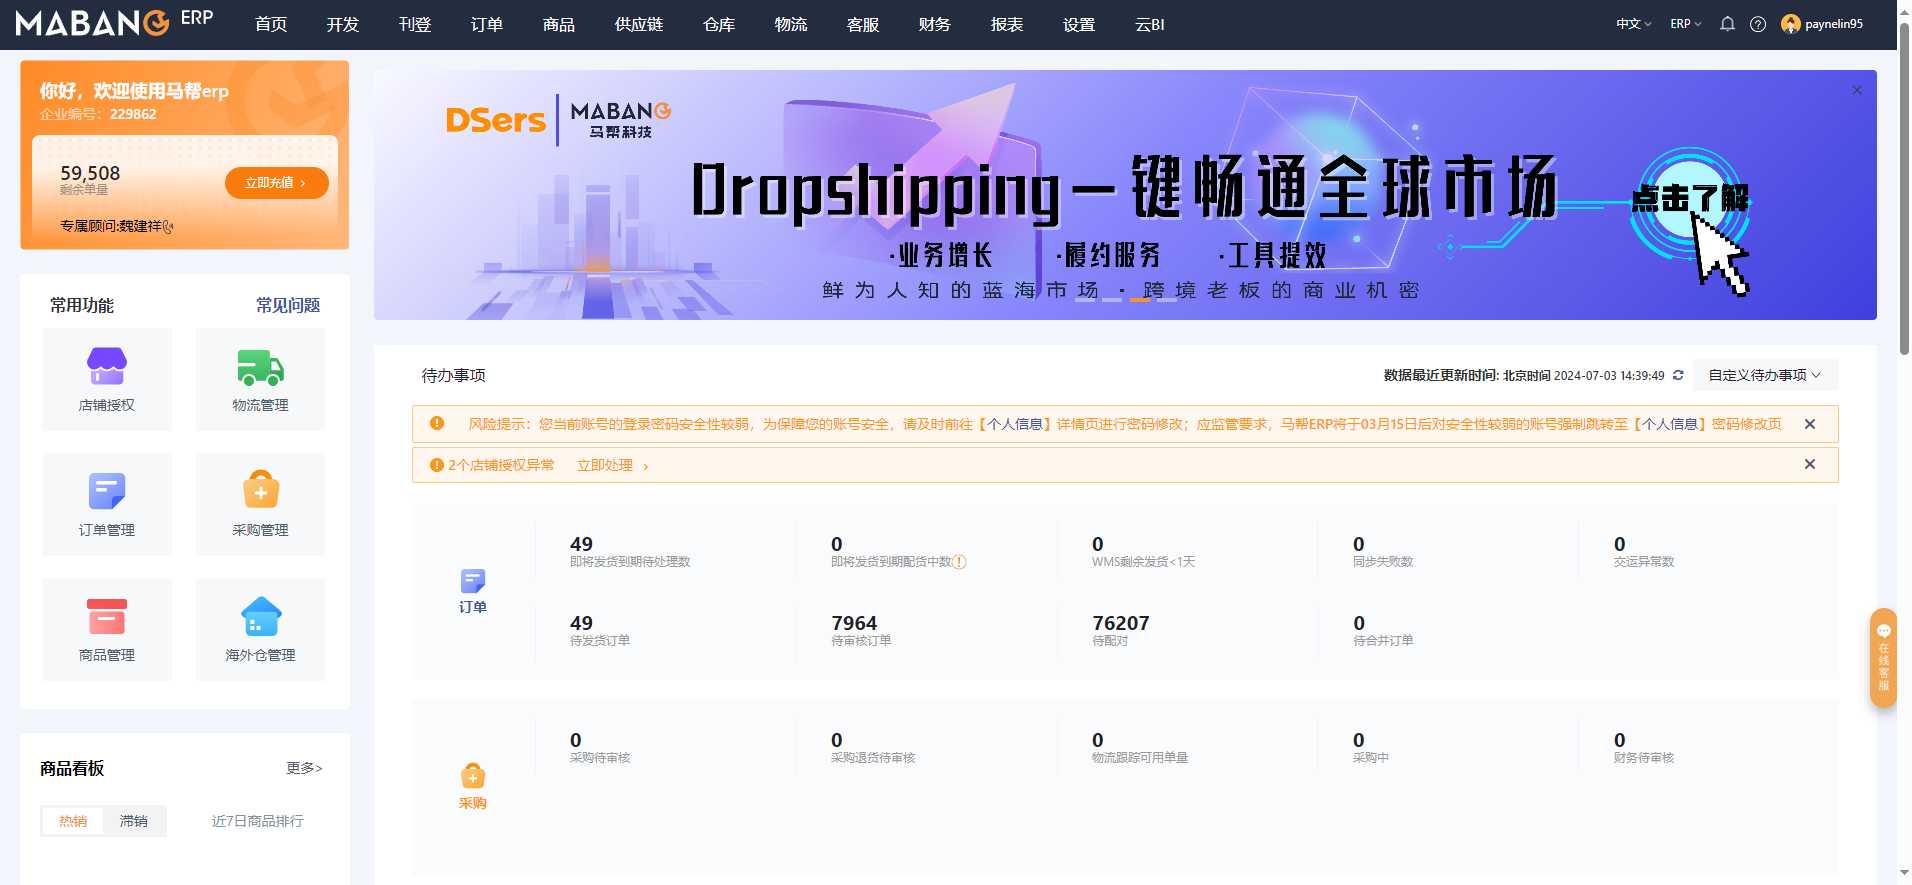 MABANG ERP 首页 开发 刊登 订单 商品 供应链 仓库 物流 客服 财务 报表 设置 云BI 中文 ERP paynelin95
你好，欢迎使用马帮erp
企业编号：229862
59,508
剩余单量
立即充值 >
专属顾问:魏建祥
常用功能 常见问题
店铺授权 物流管理
订单管理 采购管理
商品管理 海外仓管理
商品看板 更多>
热销 滞销 近7日商品排行
DSers MABANG
马帮科技
Dropshipping一键畅通全球市场
点击了解
·业务增长 ·履约服务 ·工具提效
鲜为人知的蓝海市场·跨境老板的商业机密
待办事项 数据最近更新时间: 北京时间 2024-07-03 14:39:49 自定义待办事项
风险提示：您当前账号的登录密码安全性较弱，为保障您的账号安全，请及时前往【个人信息】详情页进行密码修改；应监管要求，马帮ERP将于03月15日后对安全性较弱的账号强制跳转至【个人信息】密码修改页
2个店铺授权异常 立即处理 >
订单
49 0 0 0 0
即将发货到期待处理数 即将发货到期配货中数 WMS剩余发货<1天 同步失败数 交运异常数
49 7964 76207 0
待发货订单 待审核订单 待配对 待合并订单
采购
0 0 0 0 0
采购待审核 采购退货待审核 物流跟踪可用单量 采购中 财务待审核
在线客服